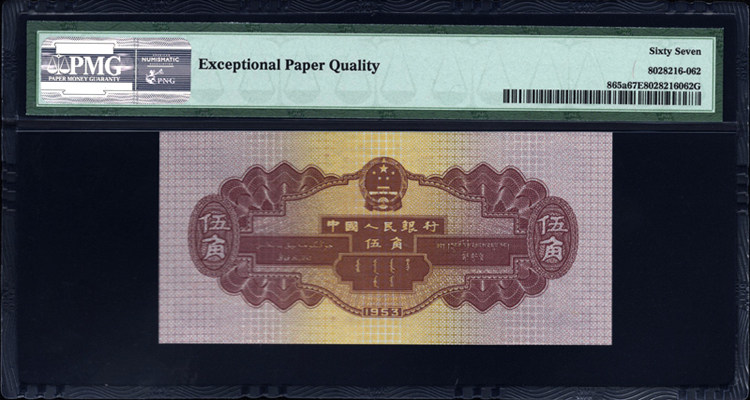 PMG
PAPER MONEY GUARANTY
NUMISMATIC
PNG
Exceptional Paper Quality
Sixty Seven
8028216-062
865a67E8028216062G
中國人民銀行
伍角
伍角
伍角
1953